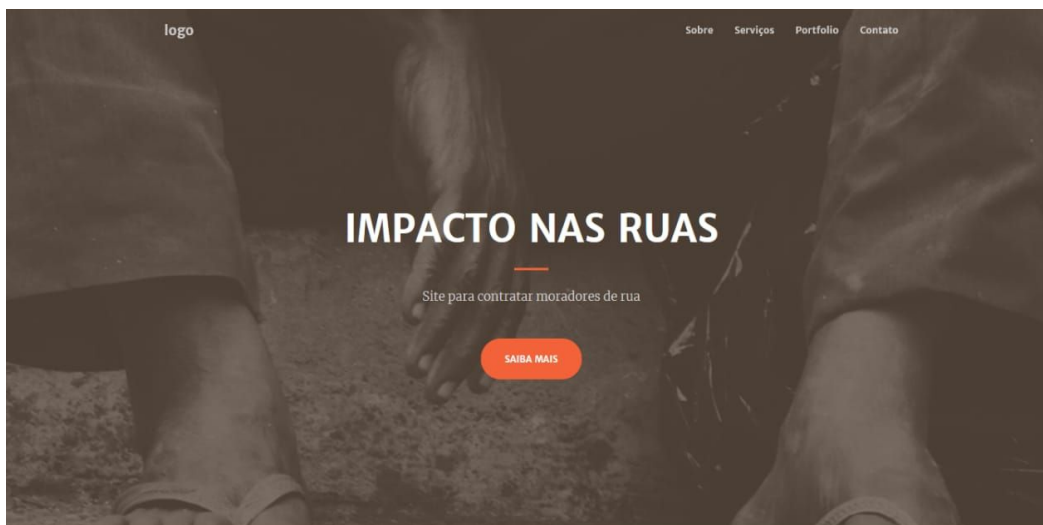 logo
Sobre Serviços Portfolio Contato
IMPACTO NAS RUAS
Site para contratar moradores de rua
SAIBA MAIS